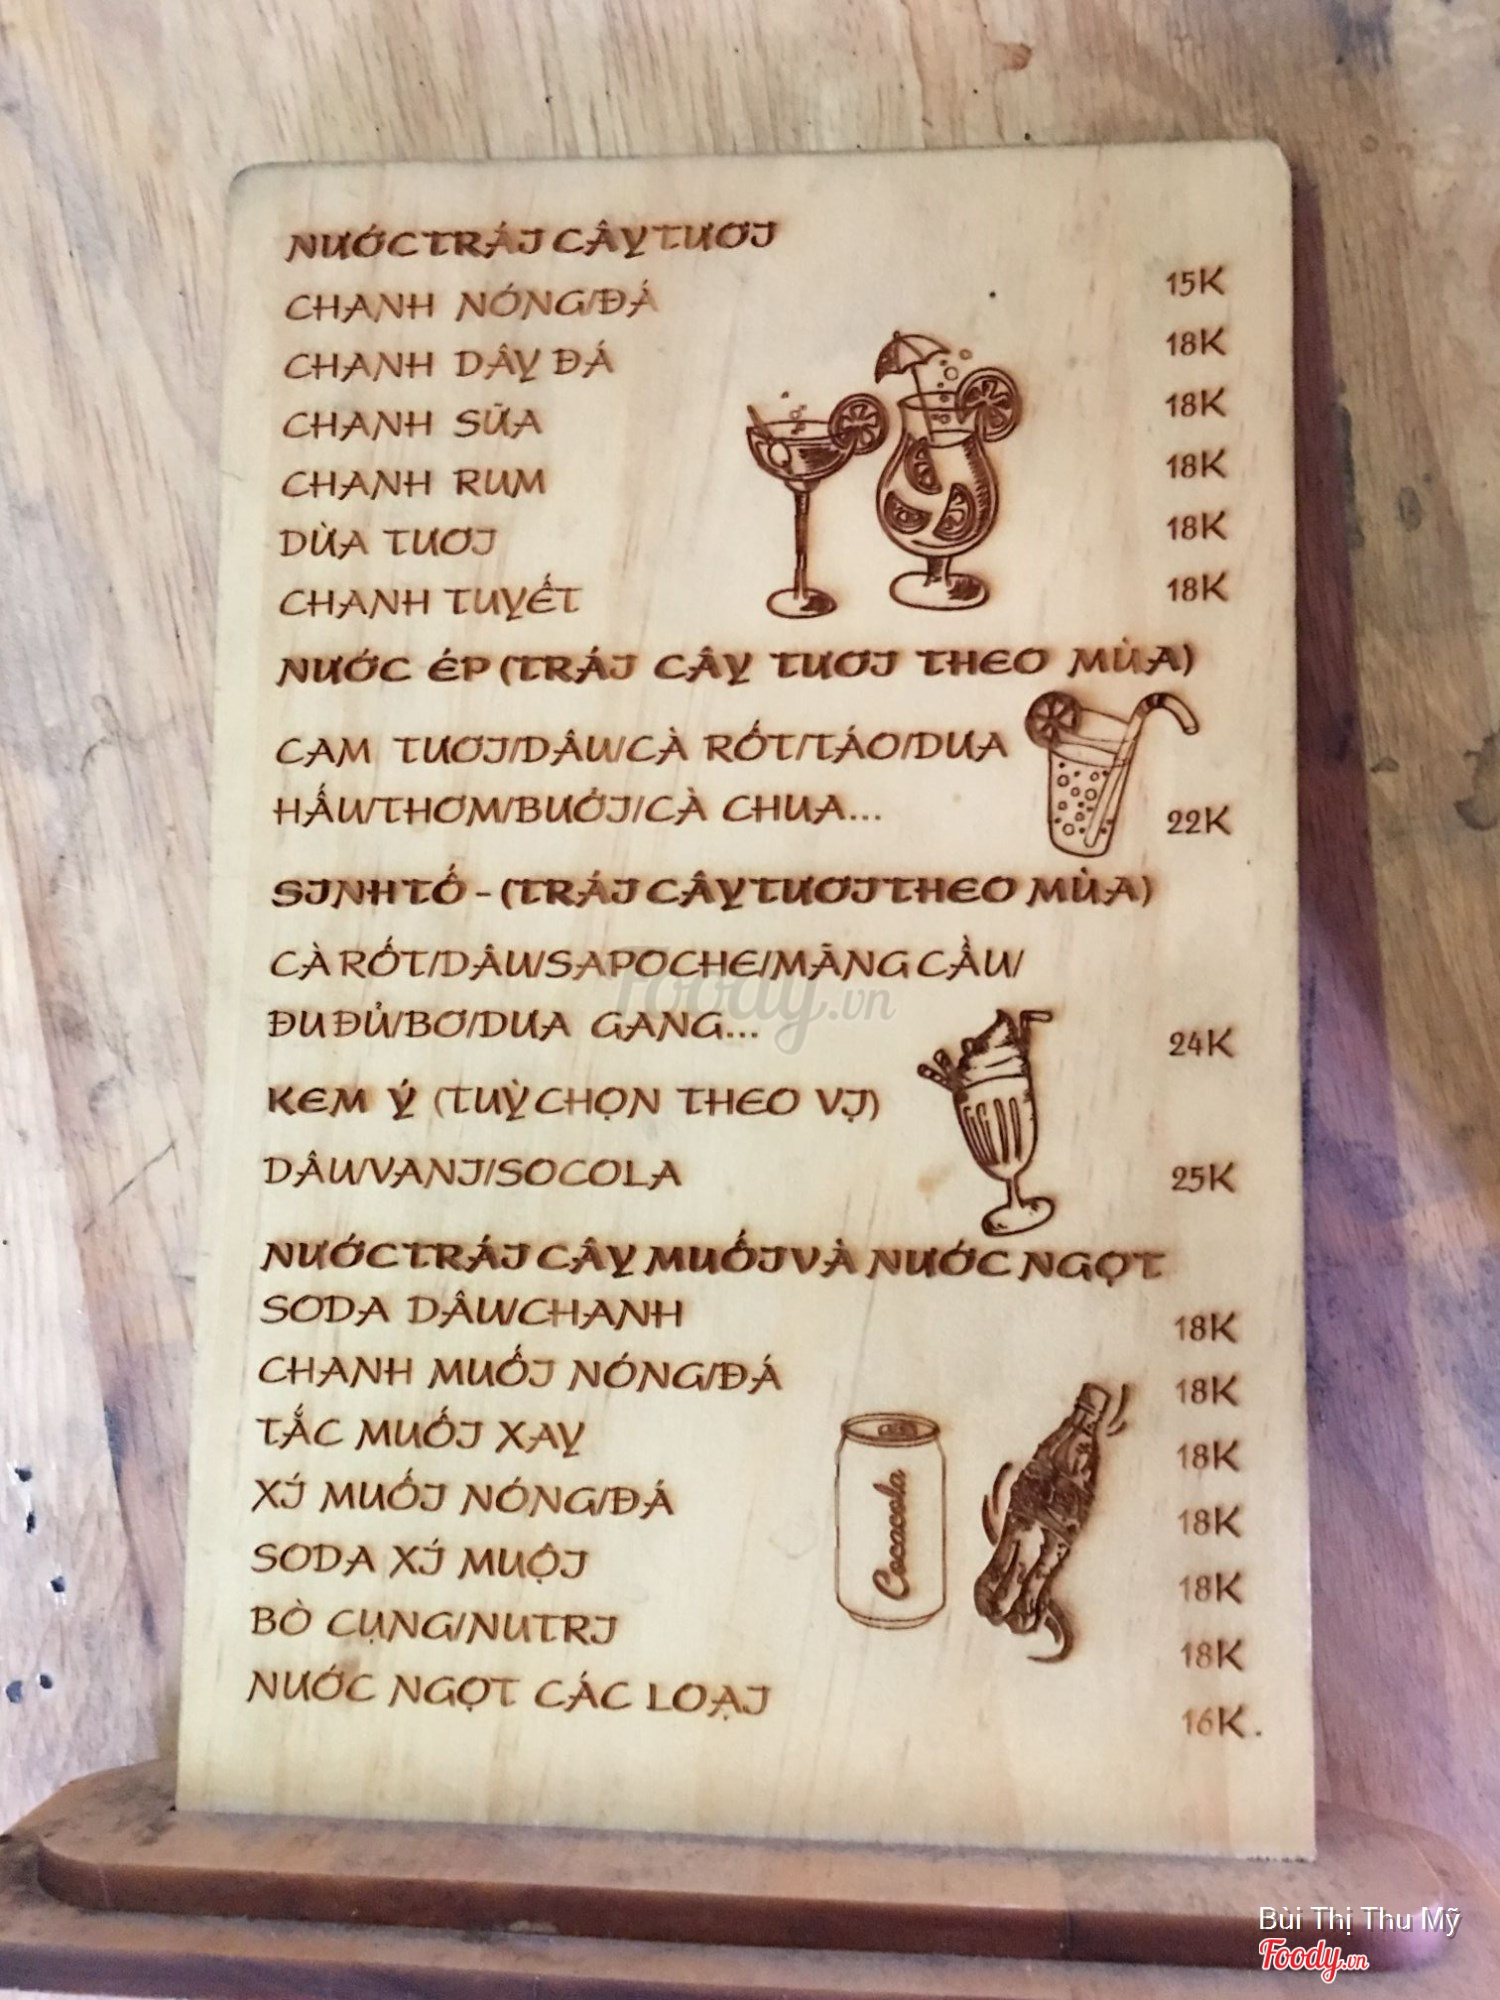 NƯỚC TRÁI CÂY TƯƠI
CHANH NÓNG/ĐÁ 15K
CHANH DÂY ĐÁ 18K
CHANH SỮA 18K
CHANH RUM 18K
DỪA TƯƠI 18K
CHANH TUYẾT 18K
NƯỚC ÉP (TRÁI CÂY TƯƠI THEO MÙA)
CAM TƯƠI/DÂU/CÀ RỐT/TÁO/DƯA
HẤU/THƠM/BƯỞI/CÀ CHUA... 22K
SINH TỐ - (TRÁI CÂY TƯƠI THEO MÙA)
CÀ RỐT/DÂU/SAPOCHE/MÃNG CẦU/
ĐU ĐỦ/BƠ/DƯA GANG... 24K
KEM Ý (TUỲ CHỌN THEO VỊ)
DÂU/VANI/SOCOLA 25K
NƯỚC TRÁI CÂY MUỐI VÀ NƯỚC NGỌT
SODA DÂU/CHANH 18K
CHANH MUỐI NÓNG/ĐÁ 18K
TẮC MUỐI XAY 18K
XÍ MUỐI NÓNG/ĐÁ 18K
SODA XÍ MUỘI 18K
BÒ CỤNG/NUTRI 18K
NƯỚC NGỌT CÁC LOẠI 16K.
Cocacola
Foody.vn
Bùi Thị Thu Mỹ
Foody.vn